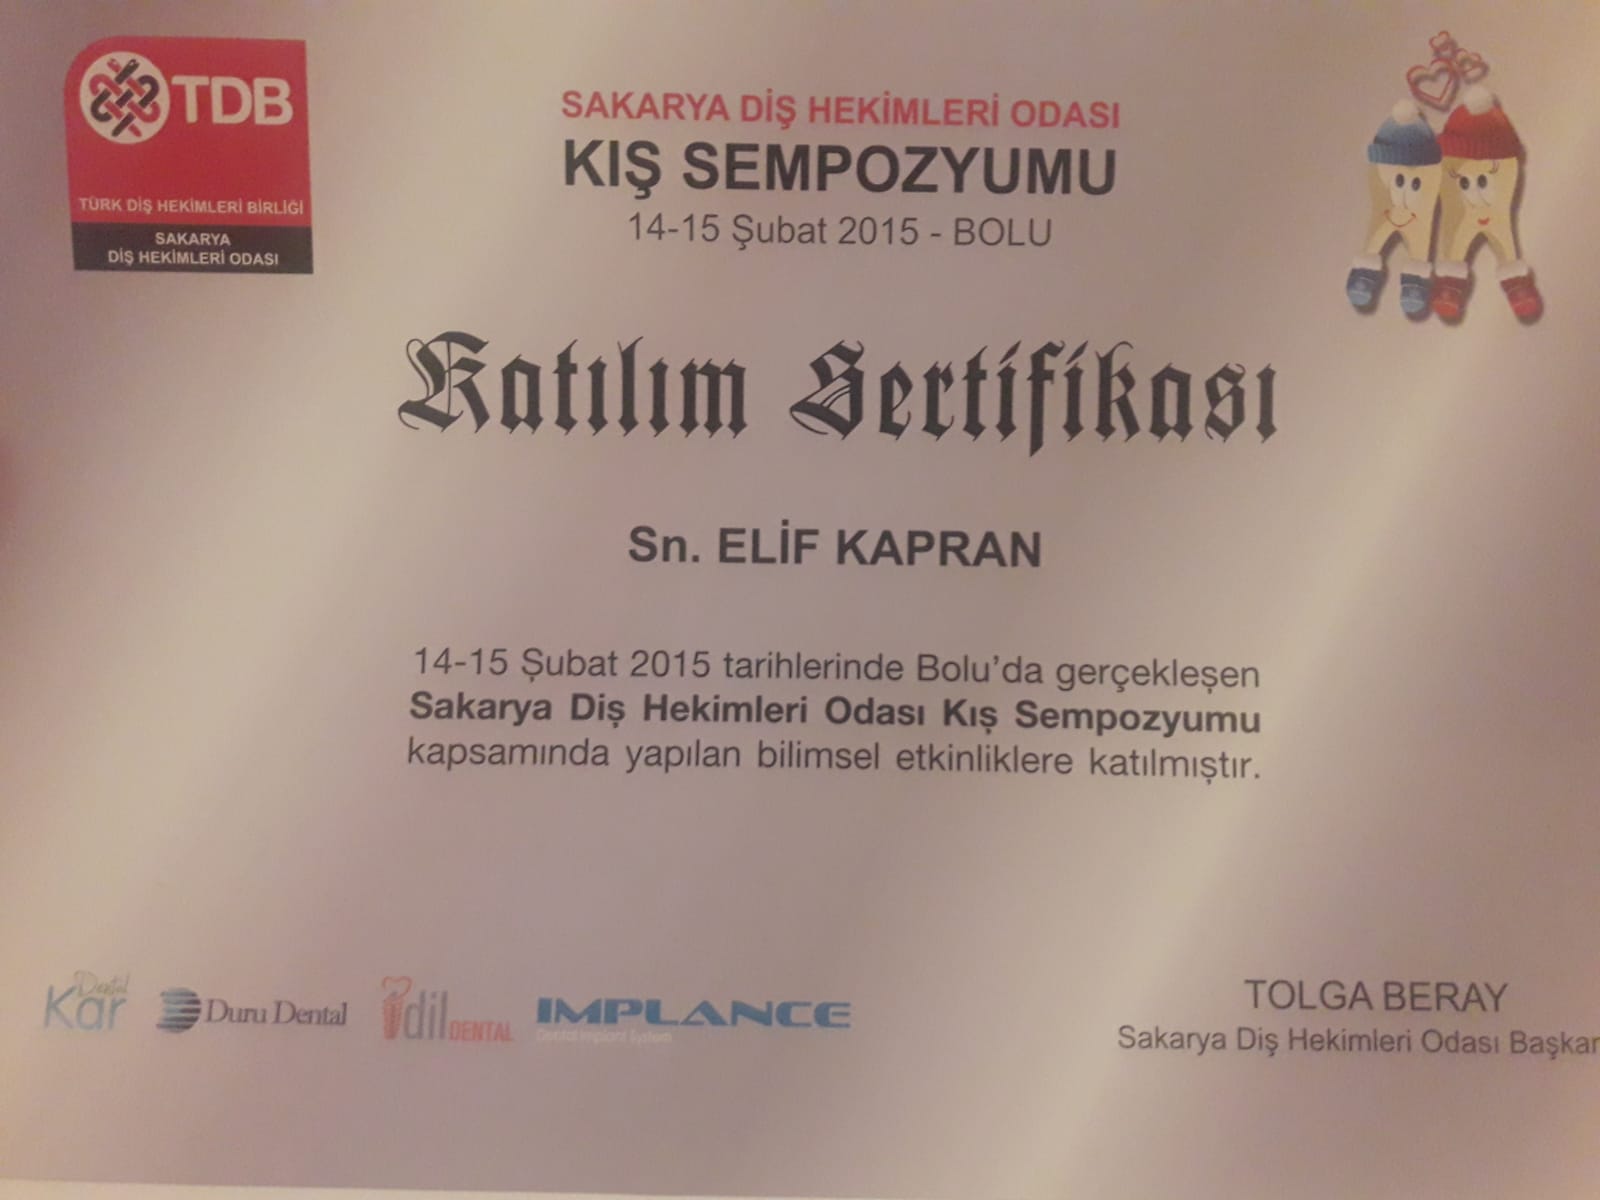 TDB
TÜRK DİŞ HEKİMLERİ BİRLİĞİ
SAKARYA
DİŞ HEKİMLERİ ODASI
SAKARYA DİŞ HEKİMLERİ ODASI
KIŞ SEMPOZYUMU
14-15 Şubat 2015 - BOLU
Katılım Sertifikası
Sn. ELİF KAPRAN
14-15 Şubat 2015 tarihlerinde Bolu'da gerçekleşen
Sakarya Diş Hekimleri Odası Kış Sempozyumu
kapsamında yapılan bilimsel etkinliklere katılmıştır.
Dental
Kar
Duru Dental
idil DENTAL
IMPLANCE
Dental Implant System
TOLGA BERAY
Sakarya Diş Hekimleri Odası Başkan